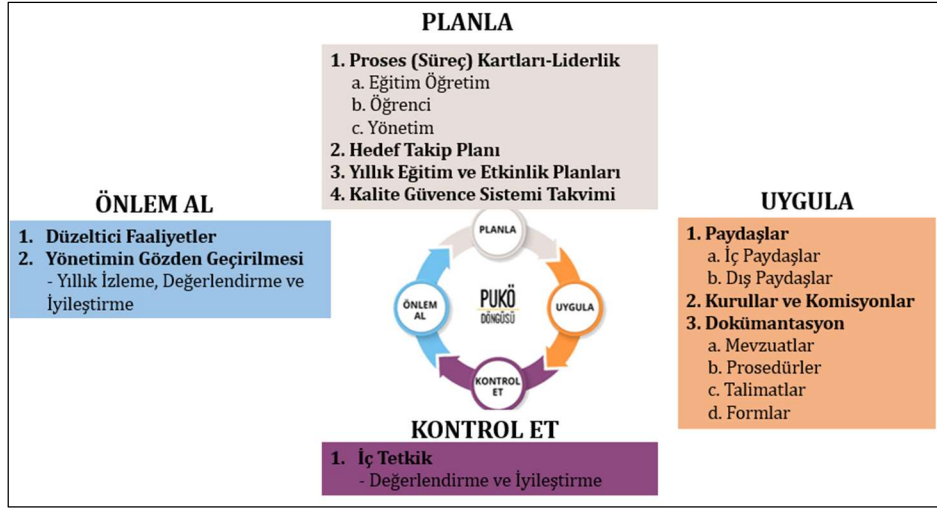 PLANLA
1. Proses (Süreç) Kartları-Liderlik
a. Eğitim Öğretim
b. Öğrenci
c. Yönetim
2. Hedef Takip Planı
3. Yıllık Eğitim ve Etkinlik Planları
4. Kalite Güvence Sistemi Takvimi
ÖNLEM AL
1. Düzeltici Faaliyetler
2. Yönetimin Gözden Geçirilmesi
- Yıllık İzleme, Değerlendirme ve
İyileştirme
PLANLA
ÖNLEM
AL
PUKÖ
DÖNGÜSÜ
UYGULA
KONTROL
ET
UYGULA
1. Paydaşlar
a. İç Paydaşlar
b. Dış Paydaşlar
2. Kurullar ve Komisyonlar
3. Dokümantasyon
a. Mevzuatlar
b. Prosedürler
c. Talimatlar
d. Formlar
KONTROL ET
1. İç Tetkik
- Değerlendirme ve İyileştirme